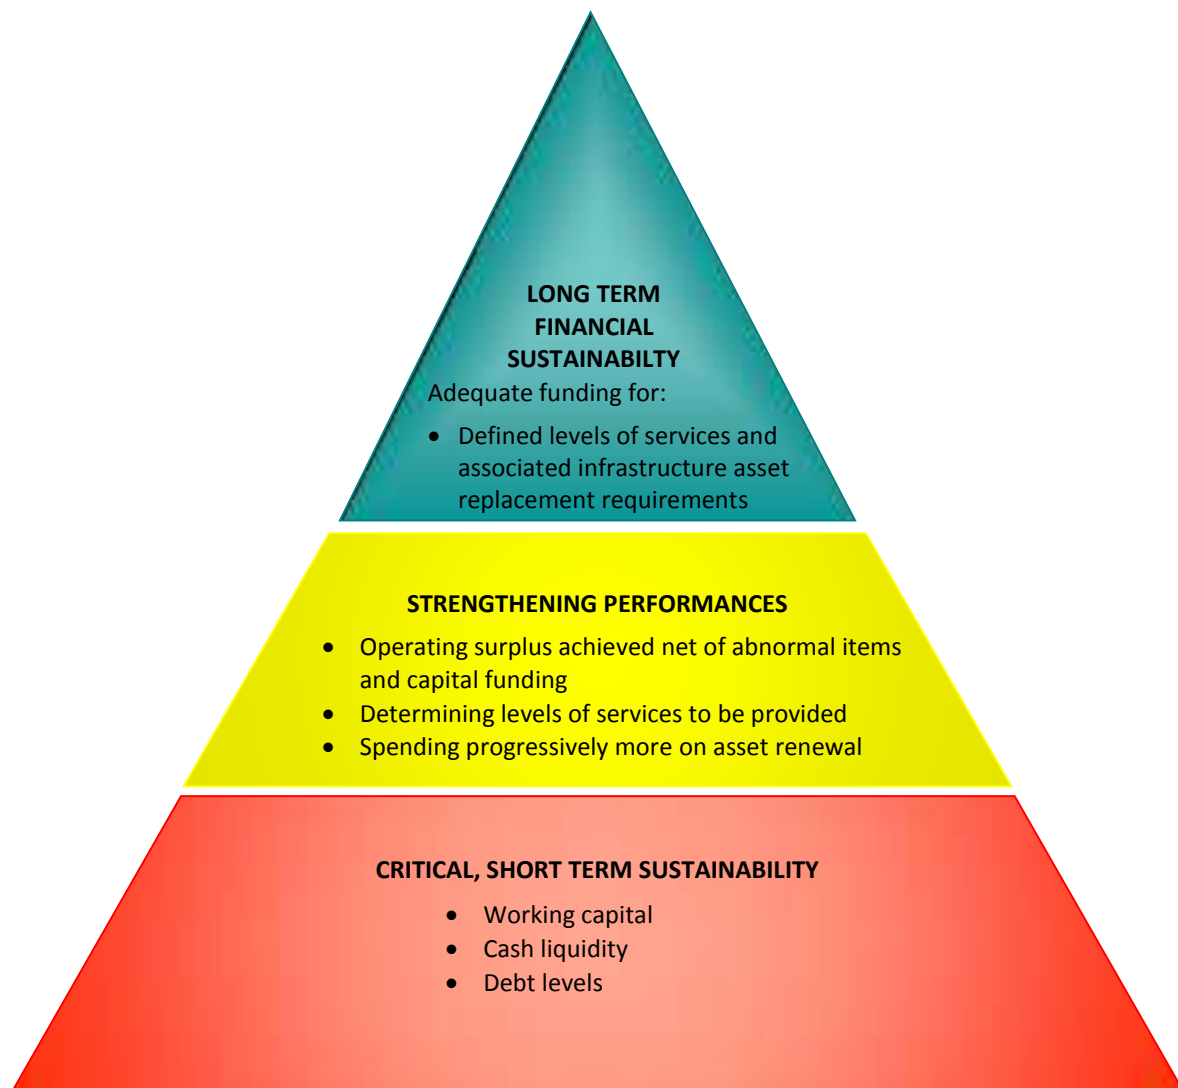 LONG TERM
FINANCIAL
SUSTAINABILTY
Adequate funding for:
• Defined levels of services and
associated infrastructure asset
replacement requirements
STRENGTHENING PERFORMANCES
• Operating surplus achieved net of abnormal items
and capital funding
• Determining levels of services to be provided
• Spending progressively more on asset renewal
CRITICAL, SHORT TERM SUSTAINABILITY
• Working capital
• Cash liquidity
• Debt levels